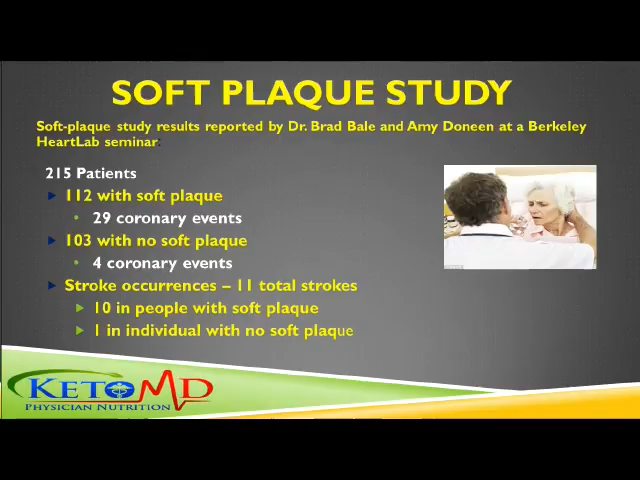 SOFT PLAQUE STUDY
Soft-plaque study results reported by Dr. Brad Bale and Amy Doneen at a Berkeley
HeartLab seminar:
215 Patients
112 with soft plaque
29 coronary events
103 with no soft plaque
4 coronary events
Stroke occurrences – 11 total strokes
10 in people with soft plaque
1 in individual with no soft plaque
KETO MD
PHYSICIAN NUTRITION